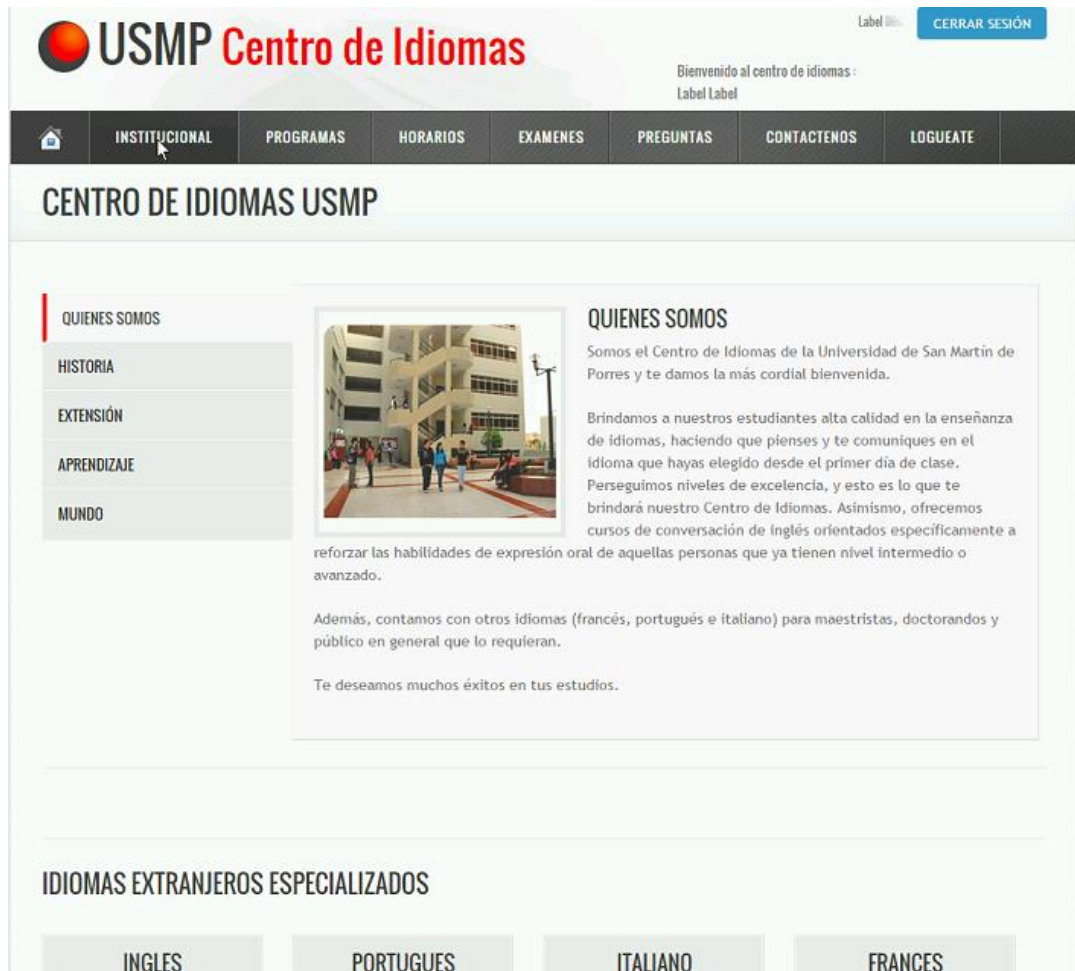 USMP Centro de Idiomas
Label
CERRAR SESIÓN
Bienvenido al centro de idiomas :
Label Label
INSTITUCIONAL
PROGRAMAS
HORARIOS
EXAMENES
PREGUNTAS
CONTACTENOS
LOGUEATE
CENTRO DE IDIOMAS USMP
QUIENES SOMOS
HISTORIA
EXTENSIÓN
APRENDIZAJE
MUNDO
QUIENES SOMOS
Somos el Centro de Idiomas de la Universidad de San Martín de
Porres y te damos la más cordial bienvenida.
Brindamos a nuestros estudiantes alta calidad en la enseñanza
de idiomas, haciendo que pienses y te comuniques en el
idioma que hayas elegido desde el primer día de clase.
Perseguimos niveles de excelencia, y esto es lo que te
brindará nuestro Centro de Idiomas. Asimismo, ofrecemos
cursos de conversación de inglés orientados específicamente a
reforzar las habilidades de expresión oral de aquellas personas que ya tienen nivel intermedio o
avanzado.
Además, contamos con otros idiomas (francés, portugués e italiano) para maestristas, doctorandos y
público en general que lo requieran.
Te deseamos muchos éxitos en tus estudios.
IDIOMAS EXTRANJEROS ESPECIALIZADOS
INGLES
PORTUGUES
ITALIANO
FRANCES